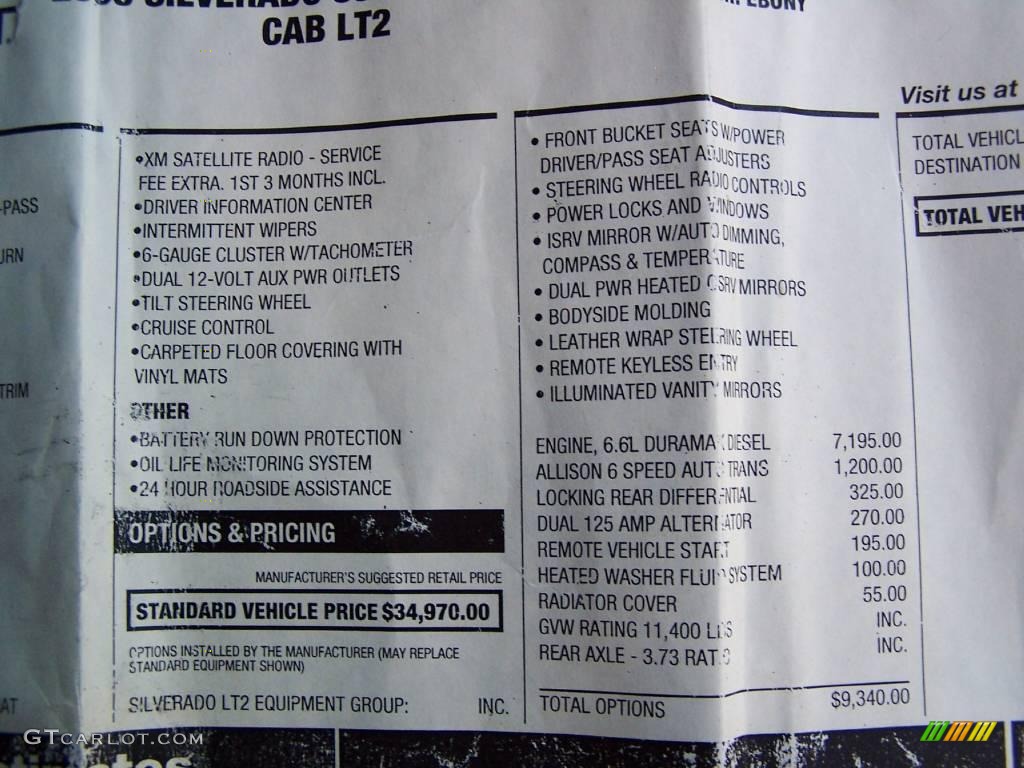 CAB LT2
EBONY
Visit us at
-PASS
URN
TRIM
AT
•XM SATELLITE RADIO - SERVICE
FEE EXTRA. 1ST 3 MONTHS INCL.
•DRIVER INFORMATION CENTER
•INTERMITTENT WIPERS
•6-GAUGE CLUSTER W/TACHOMETER
•DUAL 12-VOLT AUX PWR OUTLETS
•TILT STEERING WHEEL
•CRUISE CONTROL
•CARPETED FLOOR COVERING WITH
VINYL MATS
OTHER
•BATTERY RUN DOWN PROTECTION
•OIL LIFE MONITORING SYSTEM
•24 HOUR ROADSIDE ASSISTANCE
OPTIONS & PRICING
MANUFACTURER'S SUGGESTED RETAIL PRICE
STANDARD VEHICLE PRICE $34,970.00
OPTIONS INSTALLED BY THE MANUFACTURER (MAY REPLACE
STANDARD EQUIPMENT SHOWN)
SILVERADO LT2 EQUIPMENT GROUP: INC.
• FRONT BUCKET SEATS W/POWER
DRIVER/PASS SEAT ADJUSTERS
• STEERING WHEEL RADIO CONTROLS
• POWER LOCKS AND WINDOWS
• ISRV MIRROR W/AUTO DIMMING,
COMPASS & TEMPERATURE
• DUAL PWR HEATED OSRV MIRRORS
• BODYSIDE MOLDING
• LEATHER WRAP STEERING WHEEL
• REMOTE KEYLESS ENTRY
• ILLUMINATED VANITY MIRRORS
ENGINE, 6.6L DURAMAX DIESEL 7,195.00
ALLISON 6 SPEED AUTO TRANS 1,200.00
LOCKING REAR DIFFERENTIAL 325.00
DUAL 125 AMP ALTERNATOR 270.00
REMOTE VEHICLE START 195.00
HEATED WASHER FLUID SYSTEM 100.00
RADIATOR COVER 55.00
GVW RATING 11,400 LBS INC.
REAR AXLE - 3.73 RATIO INC.
TOTAL OPTIONS $9,340.00
TOTAL VEHICL
DESTINATION
TOTAL VEH
GTCARLOT.COM